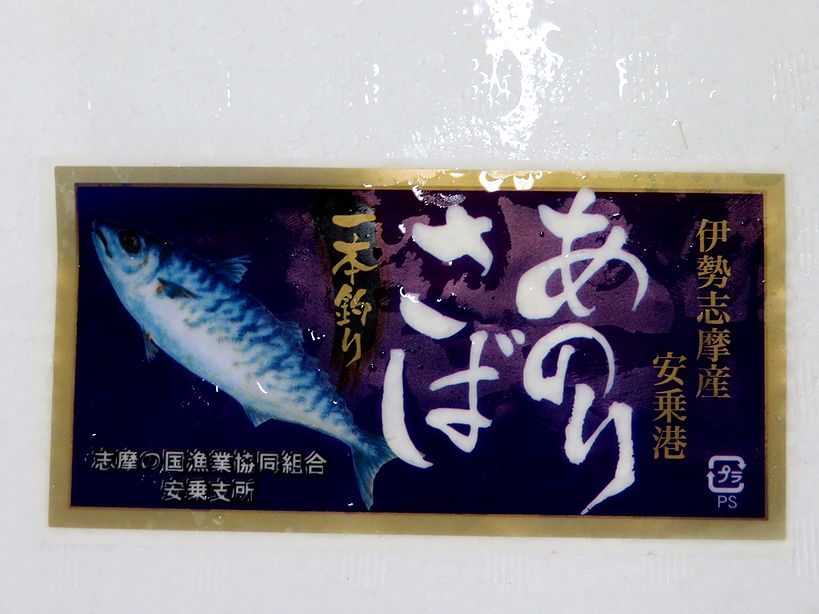 伊勢志摩産
安乗港
あのり
さば
一本釣り
志摩の国漁業協同組合
安乗支所
プラ
PS